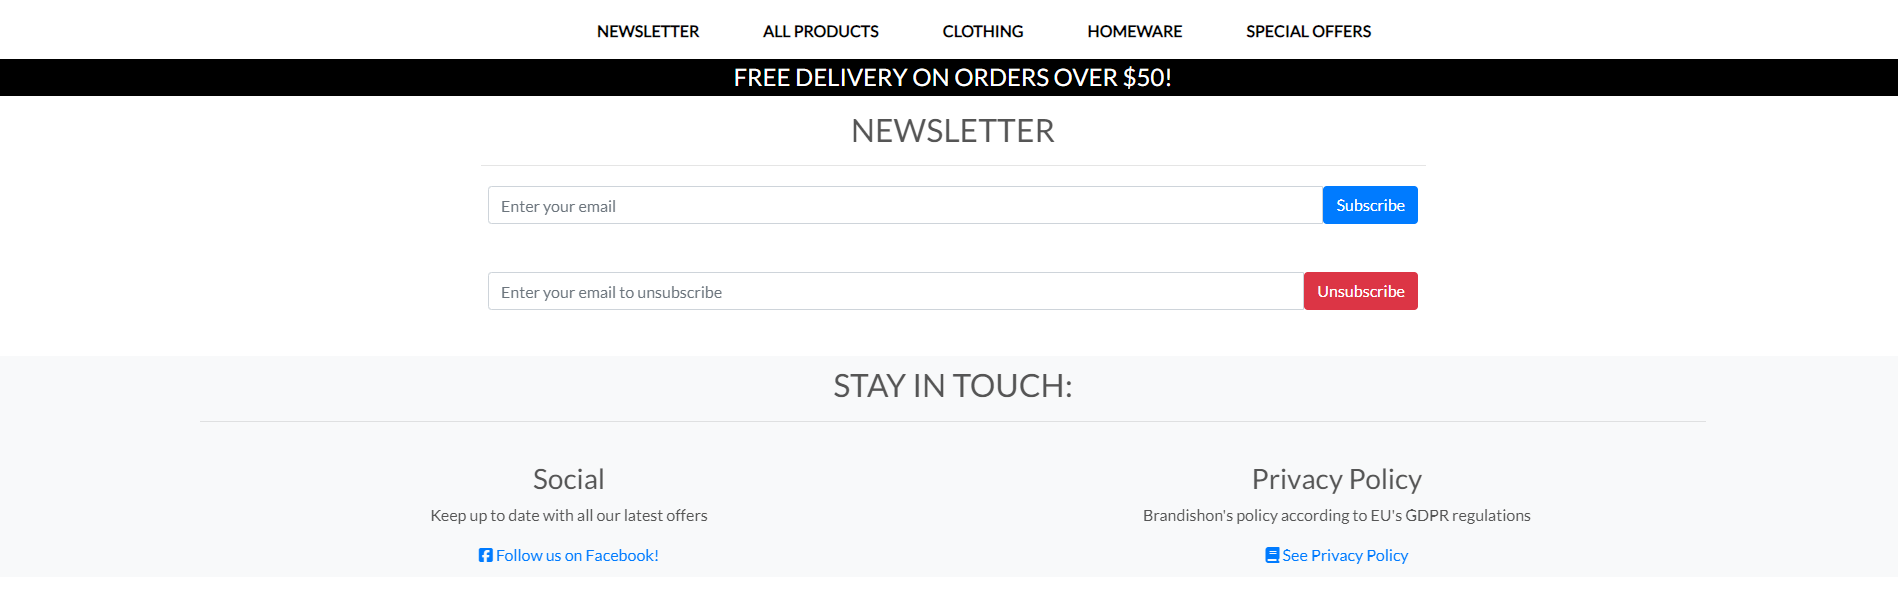 NEWSLETTER ALL PRODUCTS CLOTHING HOMEWARE SPECIAL OFFERS
FREE DELIVERY ON ORDERS OVER $50!
NEWSLETTER
Enter your email Subscribe
Enter your email to unsubscribe Unsubscribe
STAY IN TOUCH:
Social
Keep up to date with all our latest offers
Follow us on Facebook!
Privacy Policy
Brandishon's policy according to EU's GDPR regulations
See Privacy Policy